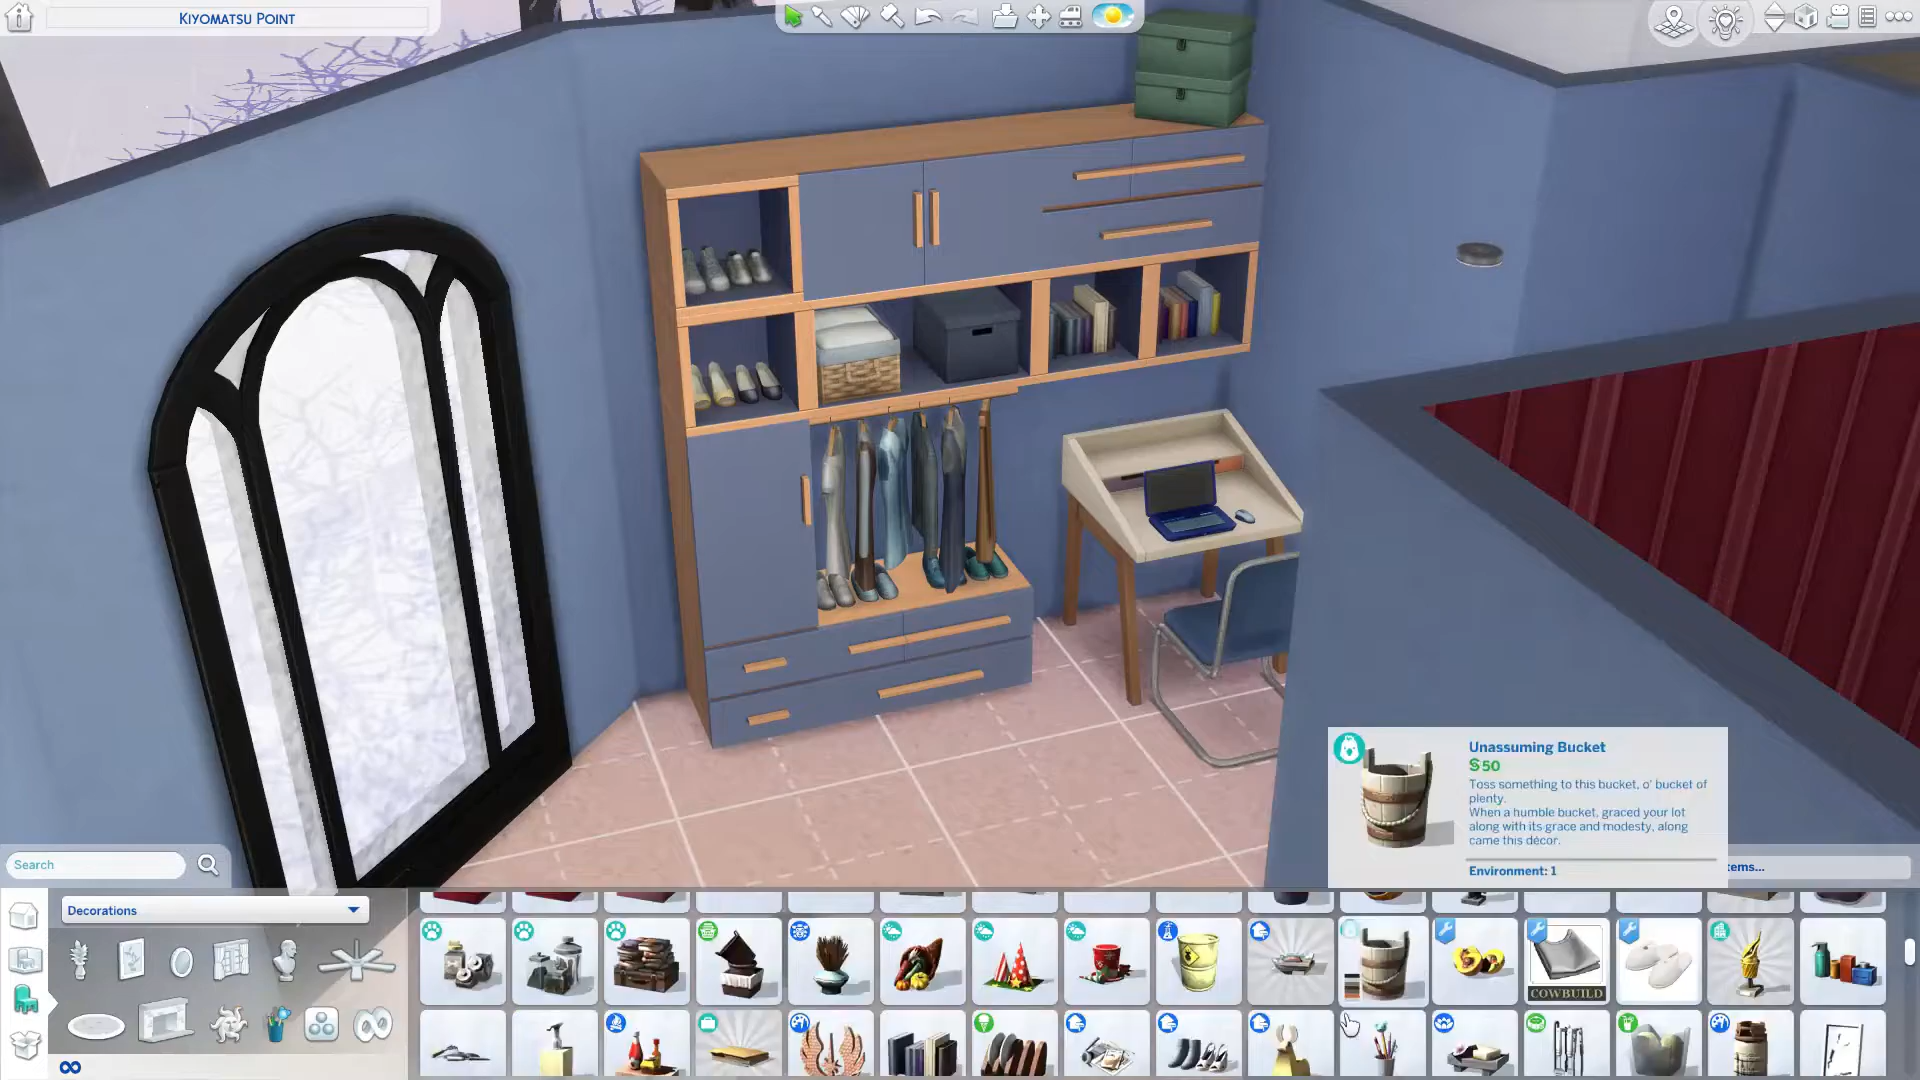 KIYOMATSU POINT
Unassuming Bucket
§50
Toss something to this bucket, o' bucket of
plenty.
When a humble bucket, graced your lot
along with its grace and modesty, along
came this décor.
Environment: 1
Search
tems...
Decorations
COWBUILD